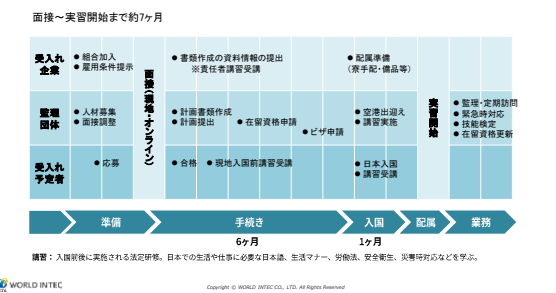 面接～実習開始まで約7ヶ月
受入れ
企業
● 組合加入
● 雇用条件提示
面接（現地・オンライン）
● 書類作成の資料情報の提出
※責任者講習受講
● 配属準備
（寮手配・備品等）
実習開始
監理
団体
● 人材募集
● 面接調整
● 計画書類作成
● 計画提出
● 在留資格申請
● ビザ申請
● 空港出迎え
● 講習実施
● 監理・定期訪問
● 緊急時対応
● 技能検定
● 在留資格更新
受入れ
予定者
● 応募
● 合格
● 現地入国前講習受講
● 日本入国
● 講習受講
準備
手続き
入国
配属
業務
6ヶ月
1ヶ月
講習： 入国前後に実施される法定研修。日本での生活や仕事に必要な日本語、生活マナー、労働法、安全衛生、災害時対応などを学ぶ。
WORLD INTEC
Copyright © WORLD INTEC CO., LTD. All Rights Reserved